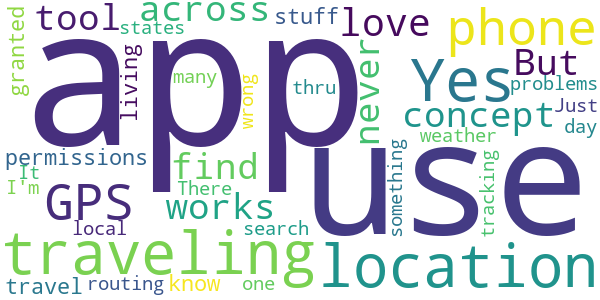 granted
tool
across
states
stuff
love
phone
app
many
thru
living
wrong
never
Yes
But
problems
concept
Just
day
permissions
It
I'm
find
There
weather
use
GPS
works
local
search
something
tracking
traveling
location
travel
routing
know
one